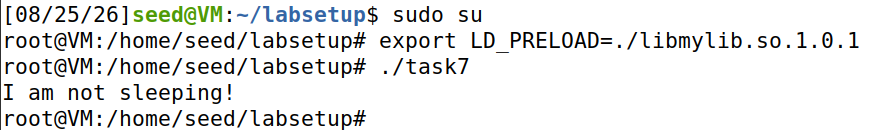 [08/25/26]seed@VM:~/labsetup$ sudo su
root@VM:/home/seed/labsetup# export LD_PRELOAD=./libmylib.so.1.0.1
root@VM:/home/seed/labsetup# ./task7
I am not sleeping!
root@VM:/home/seed/labsetup#